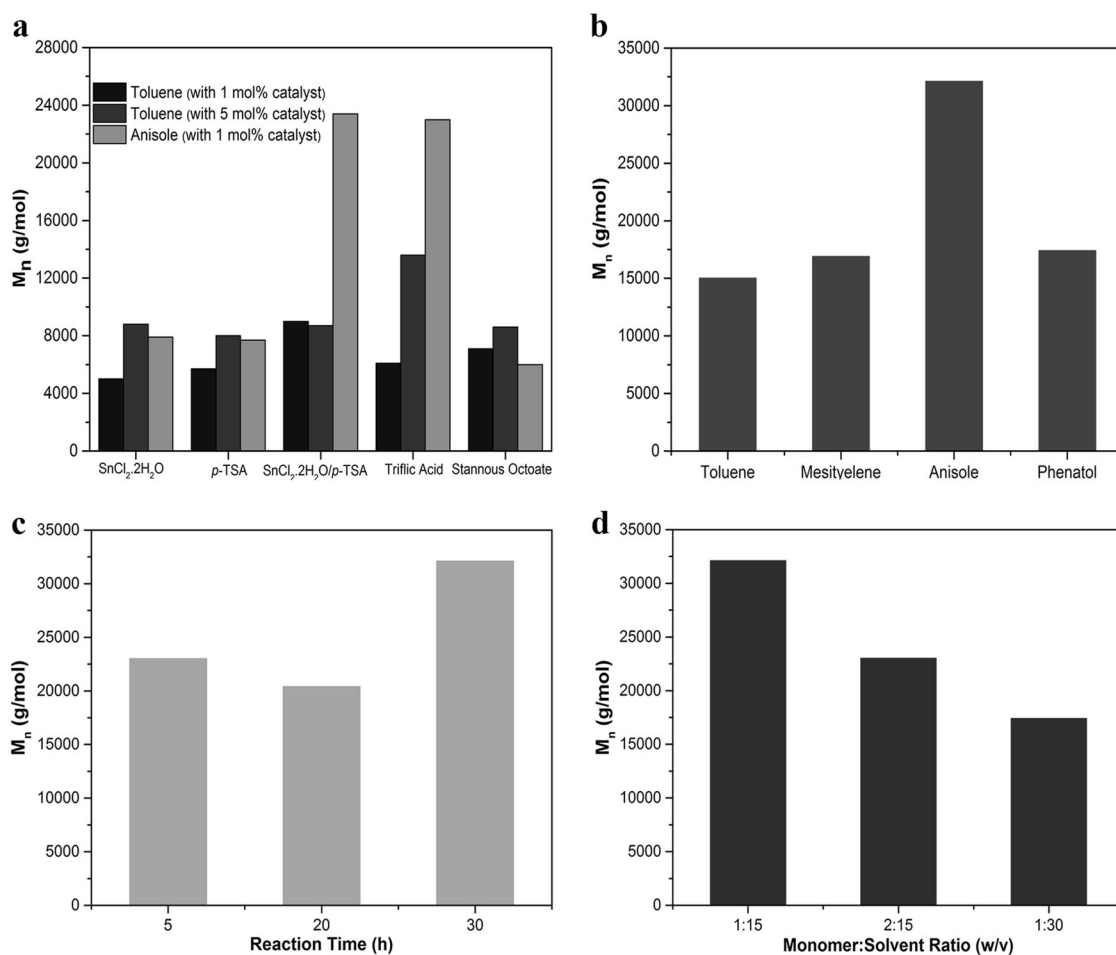 a
28000
24000
20000
16000
12000
8000
4000
0
Mn (g/mol)
Toluene (with 1 mol% catalyst)
Toluene (with 5 mol% catalyst)
Anisole (with 1 mol% catalyst)
SnCl2.2H2O p-TSA SnCl2.2H2O/p-TSA Triflic Acid Stannous Octoate
b
35000
30000
25000
20000
15000
10000
5000
0
Mn (g/mol)
Toluene Mesityelene Anisole Phenatol
c
35000
30000
25000
20000
15000
10000
5000
0
Mn (g/mol)
5 20 30
Reaction Time (h)
d
35000
30000
25000
20000
15000
10000
5000
0
Mn (g/mol)
1:15 2:15 1:30
Monomer:Solvent Ratio (w/v)